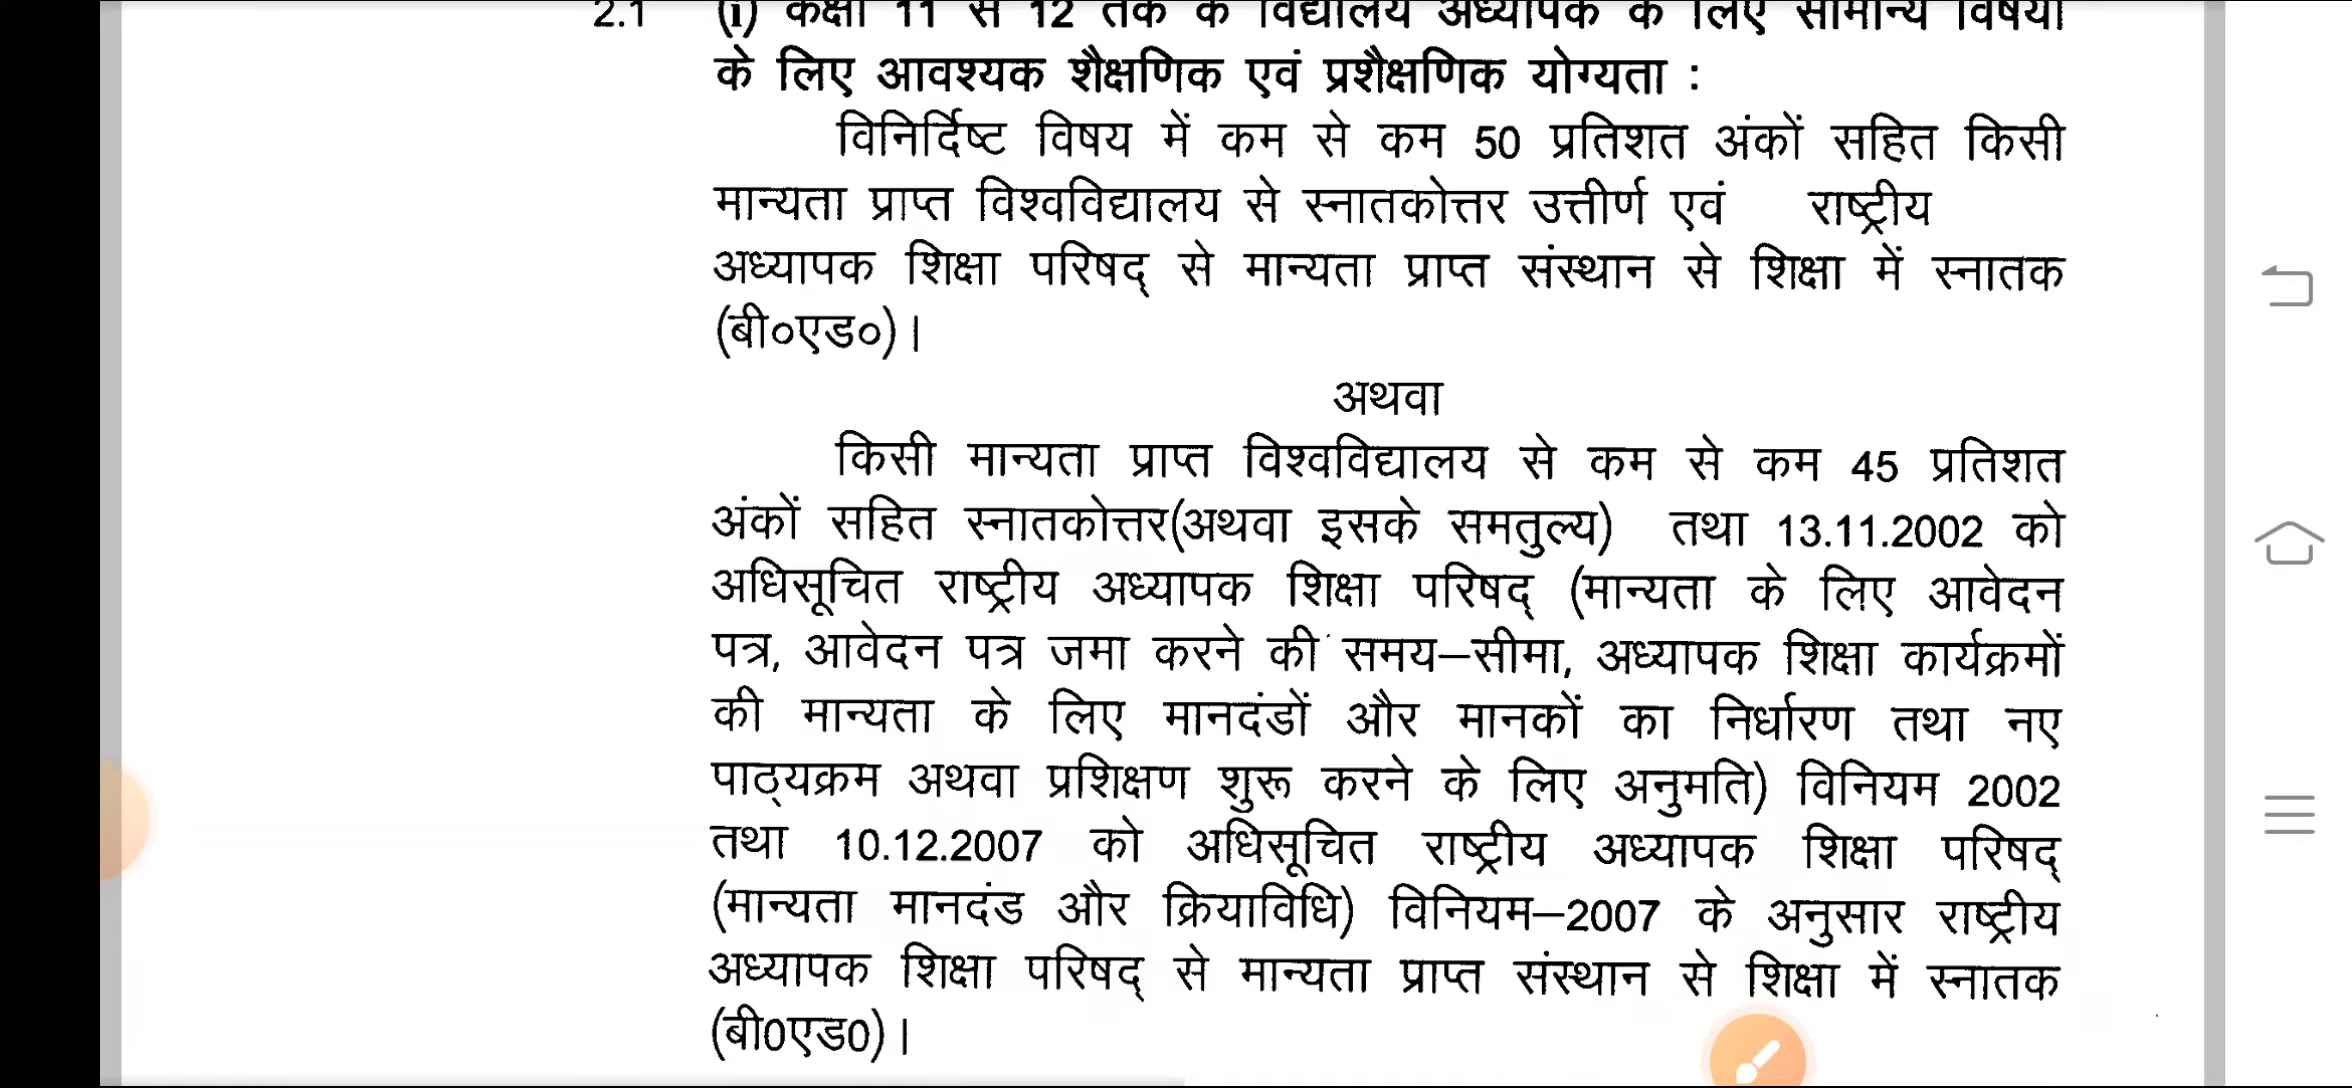 2.1 (i) कक्षा 11 से 12 तक के विद्यालय अध्यापक के लिए सामान्य विषयों
के लिए आवश्यक शैक्षणिक एवं प्रशैक्षणिक योग्यता :
विनिर्दिष्ट विषय में कम से कम 50 प्रतिशत अंकों सहित किसी
मान्यता प्राप्त विश्वविद्यालय से स्नातकोत्तर उत्तीर्ण एवं राष्ट्रीय
अध्यापक शिक्षा परिषद् से मान्यता प्राप्त संस्थान से शिक्षा में स्नातक
(बी०एड०)।
अथवा
किसी मान्यता प्राप्त विश्वविद्यालय से कम से कम 45 प्रतिशत
अंकों सहित स्नातकोत्तर(अथवा इसके समतुल्य) तथा 13.11.2002 को
अधिसूचित राष्ट्रीय अध्यापक शिक्षा परिषद् (मान्यता के लिए आवेदन
पत्र, आवेदन पत्र जमा करने की समय–सीमा, अध्यापक शिक्षा कार्यक्रमों
की मान्यता के लिए मानदंडों और मानकों का निर्धारण तथा नए
पाठ्यक्रम अथवा प्रशिक्षण शुरू करने के लिए अनुमति) विनियम 2002
तथा 10.12.2007 को अधिसूचित राष्ट्रीय अध्यापक शिक्षा परिषद्
(मान्यता मानदंड और क्रियाविधि) विनियम–2007 के अनुसार राष्ट्रीय
अध्यापक शिक्षा परिषद् से मान्यता प्राप्त संस्थान से शिक्षा में स्नातक
(बी0एड0)।